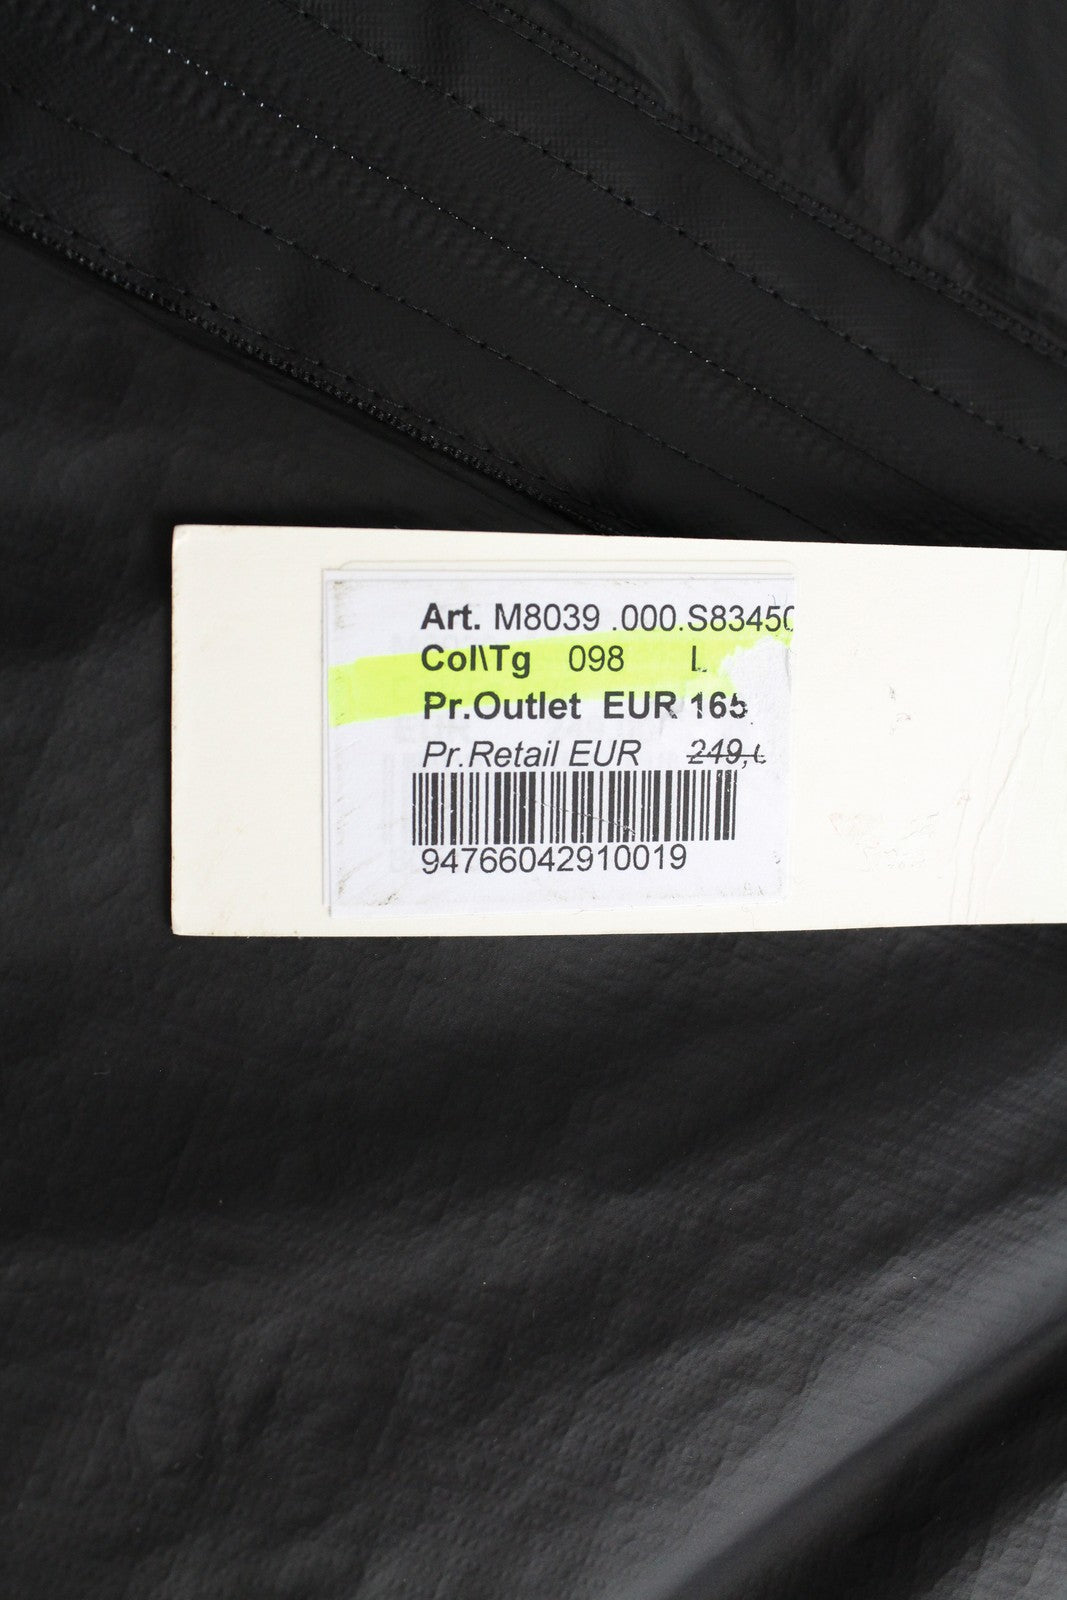 Art. M8039 .000.S83450
Col\Tg 098 L
Pr.Outlet EUR 165
Pr.Retail EUR 249,
94766042910019